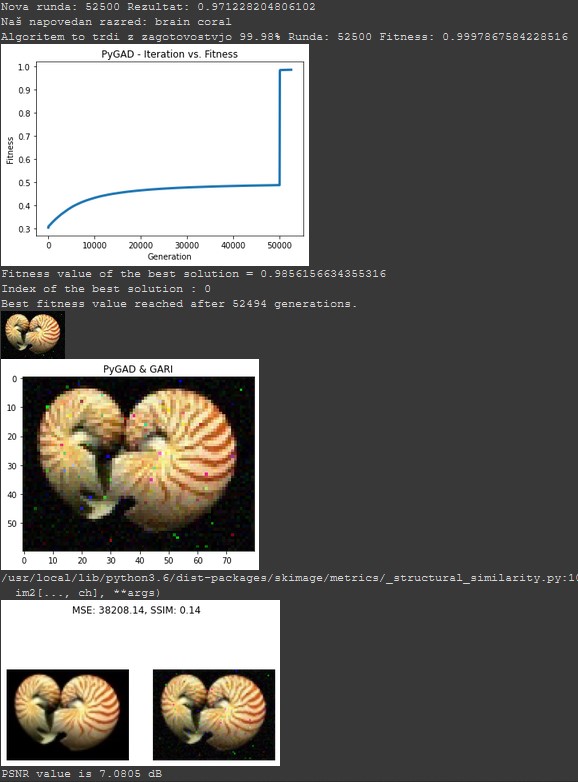 Nova runda: 52500 Rezultat: 0.971228204806102
Naš napovedan razred: brain coral
Algoritem to trdi z zagotovostvjo 99.98% Runda: 52500 Fitness: 0.9997867584228516
PyGAD - Iteration vs. Fitness
1.0
0.9
0.8
0.7
0.6
0.5
0.4
0.3
Fitness
0 10000 20000 30000 40000 50000
Generation
Fitness value of the best solution = 0.9856156634355316
Index of the best solution : 0
Best fitness value reached after 52494 generations.
PyGAD & GARI
0
10
20
30
40
50
0 10 20 30 40 50 60 70
/usr/local/lib/python3.6/dist-packages/skimage/metrics/_structural_similarity.py:10
im2[..., ch], **args)
MSE: 38208.14, SSIM: 0.14
PSNR value is 7.0805 dB